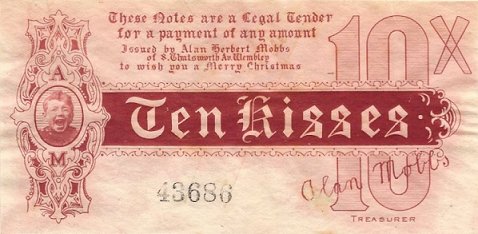 These Notes are a Legal Tender
for a payment of any amount
Issued by Alan Herbert Mobbs
of 8. Chatsworth Av. Wembley
to wish you a Merry Christmas
10X
A
M
Ten Kisses.
43686
Alan Mobbs
10
TREASURER